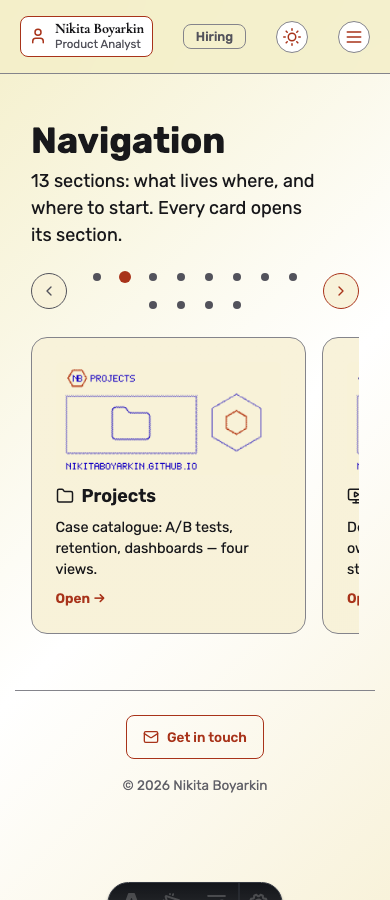 Nikita Boyarkin
Product Analyst
Hiring
Navigation
13 sections: what lives where, and
where to start. Every card opens
its section.
NB PROJECTS
NIKITABOYARKIN.GITHUB.IO
Projects
Case catalogue: A/B tests,
retention, dashboards — four
views.
Open →
Get in touch
© 2026 Nikita Boyarkin